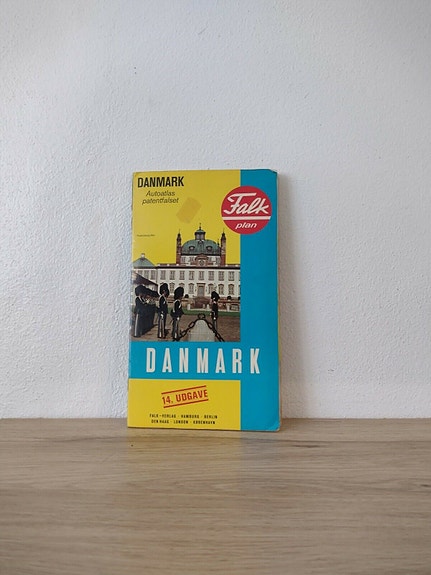 DANMARK
Autoatlas
patentfalset
Falk
plan
DANMARK
14. UDGAVE
FALK-VERLAG · HAMBURG · BERLIN
DEN HAAG · LONDON · KØBENHAVN